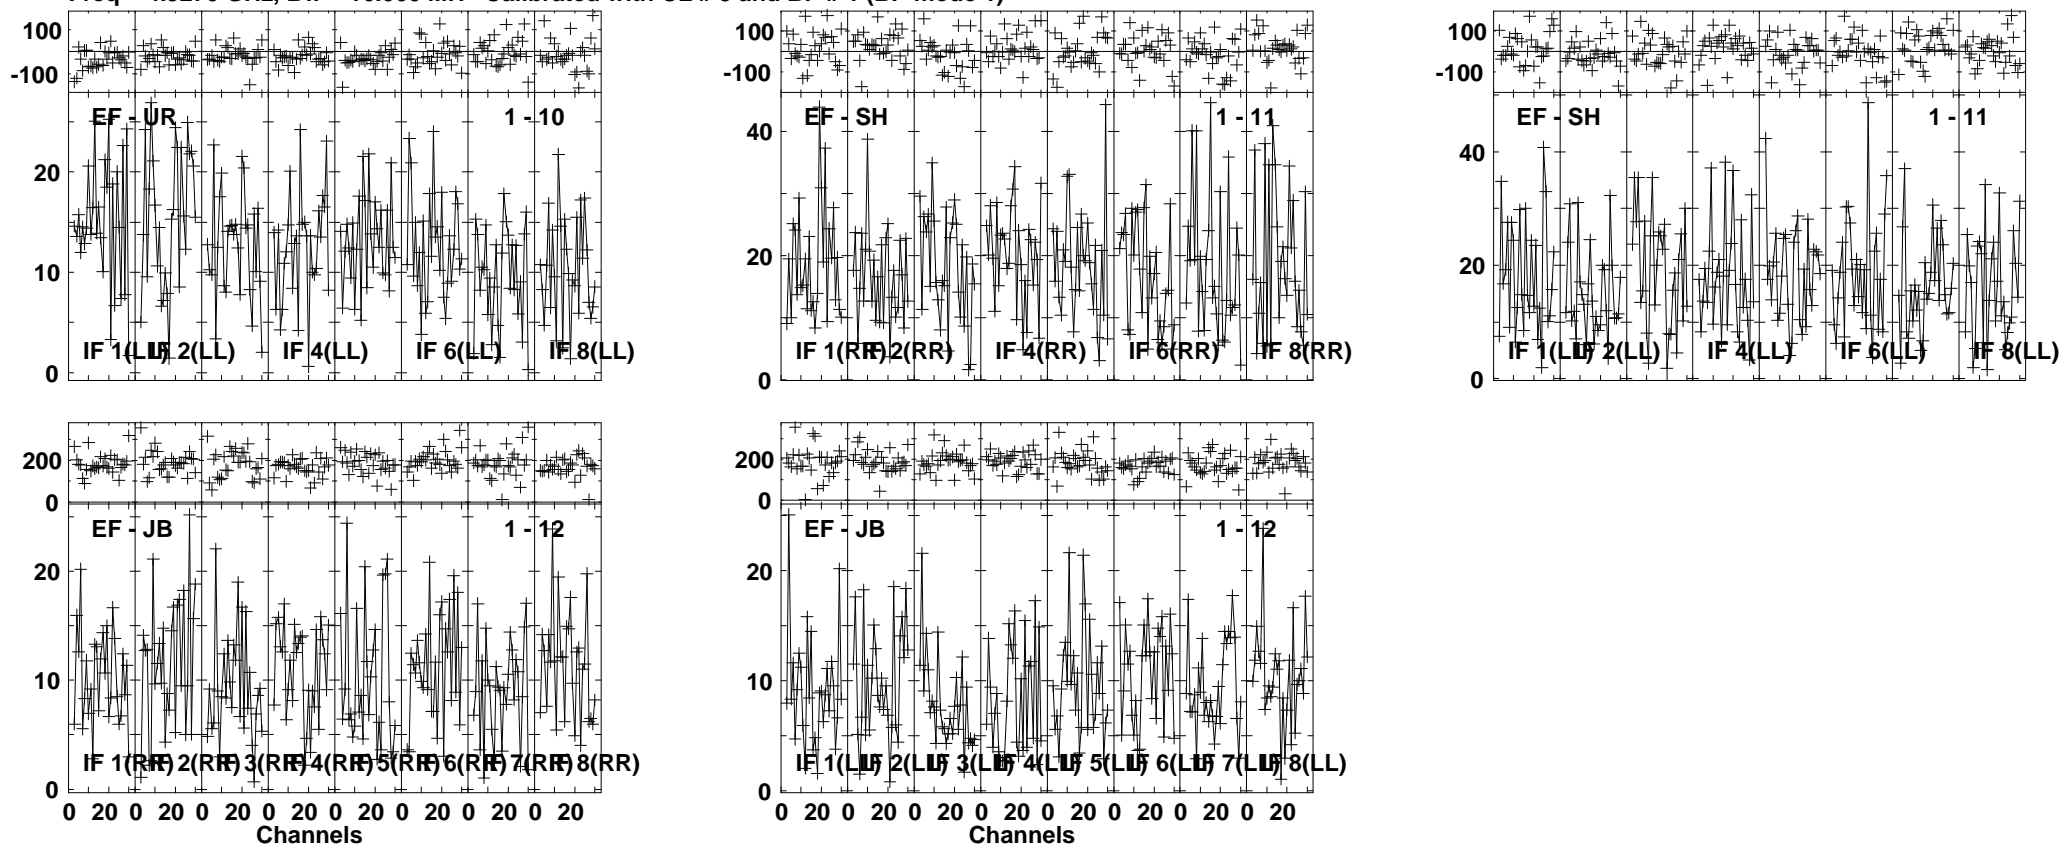 100
-100
EF - UR 1 - 10
20
10
0
IF 1(LL) IF 2(LL) IF 4(LL) IF 6(LL) IF 8(LL)
100
-100
EF - SH 1 - 11
40
20
0
IF 1(RR) IF 2(RR) IF 4(RR) IF 6(RR) IF 8(RR)
100
-100
EF - SH 1 - 11
40
20
0
IF 1(LL) IF 2(LL) IF 4(LL) IF 6(LL) IF 8(LL)
200
0
EF - JB 1 - 12
20
10
0
IF 1(RR) IF 2(RR) IF 3(RR) IF 4(RR) IF 5(RR) IF 6(RR) IF 7(RR) IF 8(RR)
0 20 0 20 0 20 0 20 0 20 0 20 0 20 0 20
Channels
200
0
EF - JB 1 - 12
20
10
0
IF 1(LL) IF 2(LL) IF 3(LL) IF 4(LL) IF 5(LL) IF 6(LL) IF 7(LL) IF 8(LL)
0 20 0 20 0 20 0 20 0 20 0 20 0 20 0 20
Channels